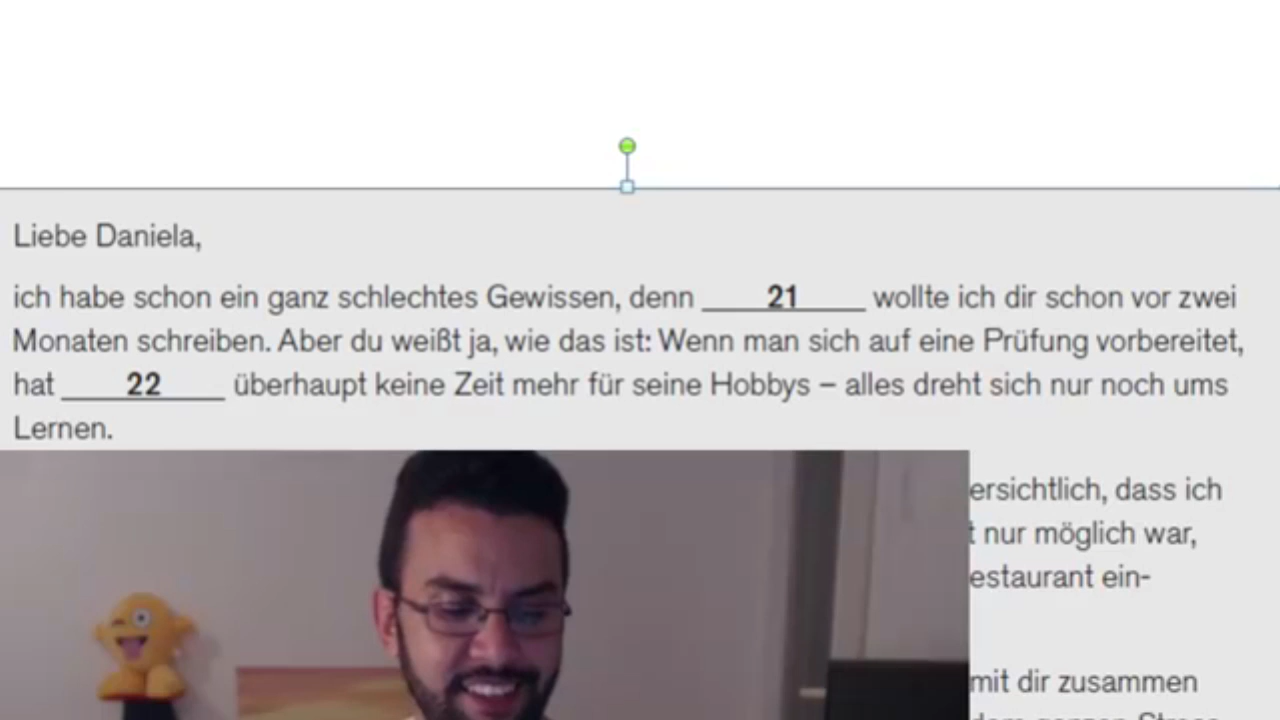 Liebe Daniela,
ich habe schon ein ganz schlechtes Gewissen, denn 21 wollte ich dir schon vor zwei
Monaten schreiben. Aber du weißt ja, wie das ist: Wenn man sich auf eine Prüfung vorbereitet,
hat 22 überhaupt keine Zeit mehr für seine Hobbys – alles dreht sich nur noch ums
Lernen.
ersichtlich, dass ich
t nur möglich war,
estaurant ein-
mit dir zusammen
dem ganzen Stress